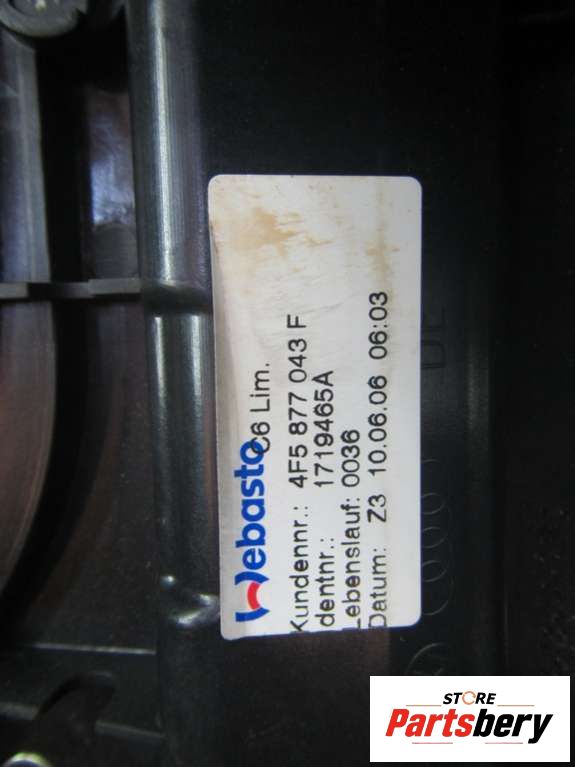 Webasto
C6 Lim.
Kundennr.: 4F5 877 043 F
dentnr.: 1719465A
Lebenslauf: 0036
Datum: Z3 10.06.06 06:03
STORE
Partsbery